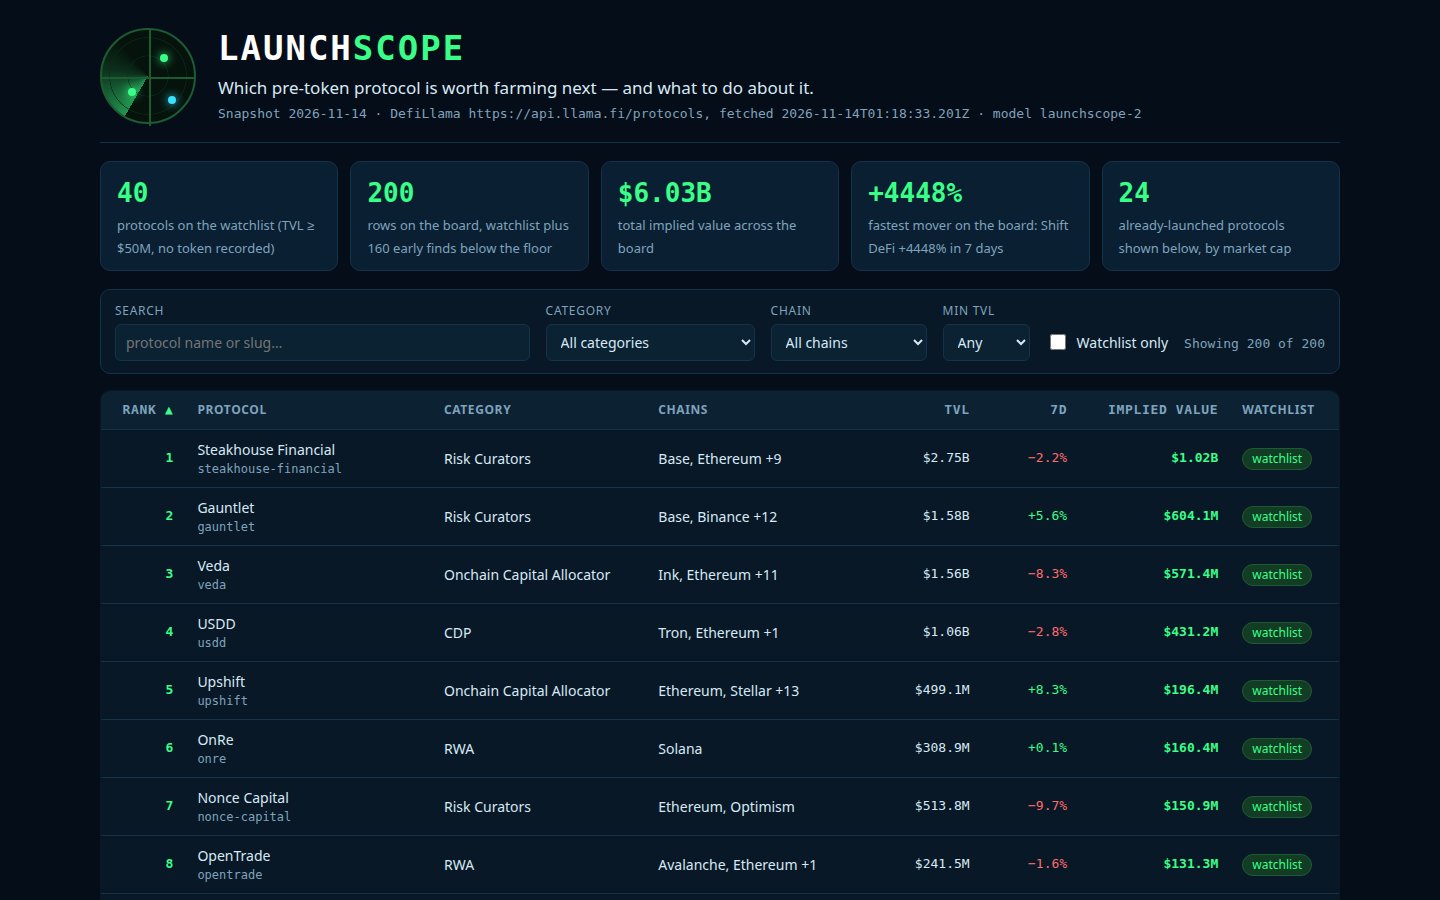 LAUNCHSCOPE
Which pre-token protocol is worth farming next — and what to do about it.
Snapshot 2026-11-14 · DefiLlama https://api.llama.fi/protocols, fetched 2026-11-14T01:18:33.201Z · model launchscope-2
40
protocols on the watchlist (TVL ≥
$50M, no token recorded)
200
rows on the board, watchlist plus
160 early finds below the floor
$6.03B
total implied value across the
board
+4448%
fastest mover on the board: Shift
DeFi +4448% in 7 days
24
already-launched protocols
shown below, by market cap
SEARCH
protocol name or slug...
CATEGORY
All categories
CHAIN
All chains
MIN TVL
Any
Watchlist only
Showing 200 of 200
RANK ▲ PROTOCOL CATEGORY CHAINS TVL 7D IMPLIED VALUE WATCHLIST
1 Steakhouse Financial Risk Curators Base, Ethereum +9 $2.75B −2.2% $1.02B watchlist
steakhouse-financial
2 Gauntlet Risk Curators Base, Binance +12 $1.58B +5.6% $604.1M watchlist
gauntlet
3 Veda Onchain Capital Allocator Ink, Ethereum +11 $1.56B −8.3% $571.4M watchlist
veda
4 USDD CDP Tron, Ethereum +1 $1.06B −2.8% $431.2M watchlist
usdd
5 Upshift Onchain Capital Allocator Ethereum, Stellar +13 $499.1M +8.3% $196.4M watchlist
upshift
6 OnRe RWA Solana $308.9M +0.1% $160.4M watchlist
onre
7 Nonce Capital Risk Curators Ethereum, Optimism $513.8M −9.7% $150.9M watchlist
nonce-capital
8 OpenTrade RWA Avalanche, Ethereum +1 $241.5M −1.6% $131.3M watchlist
opentrade